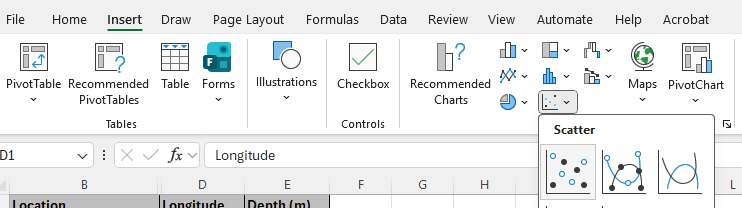 File Home Insert Draw Page Layout Formulas Data Review View Automate Help Acrobat
PivotTable Recommended Table Forms Illustrations Checkbox Recommended Maps PivotChart
PivotTables Charts
Tables Controls
Scatter
D1 fx Longitude
B D E F G H L
Location Longitude Depth (m)